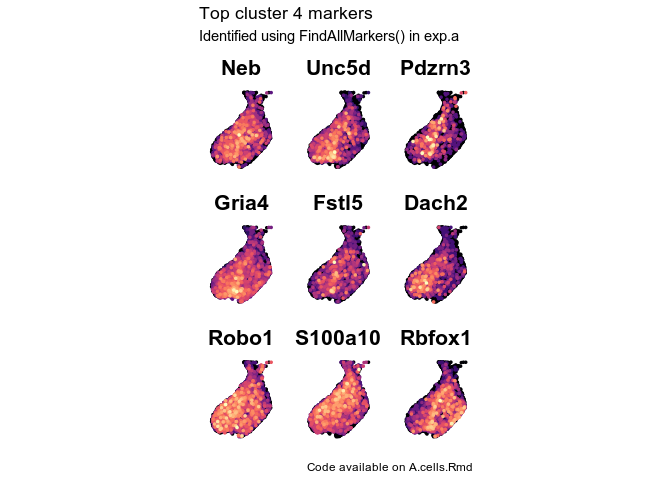 Top cluster 4 markers
Identified using FindAllMarkers() in exp.a
Neb Unc5d Pdzrn3
Gria4 Fstl5 Dach2
Robo1 S100a10 Rbfox1
Code available on A.cells.Rmd